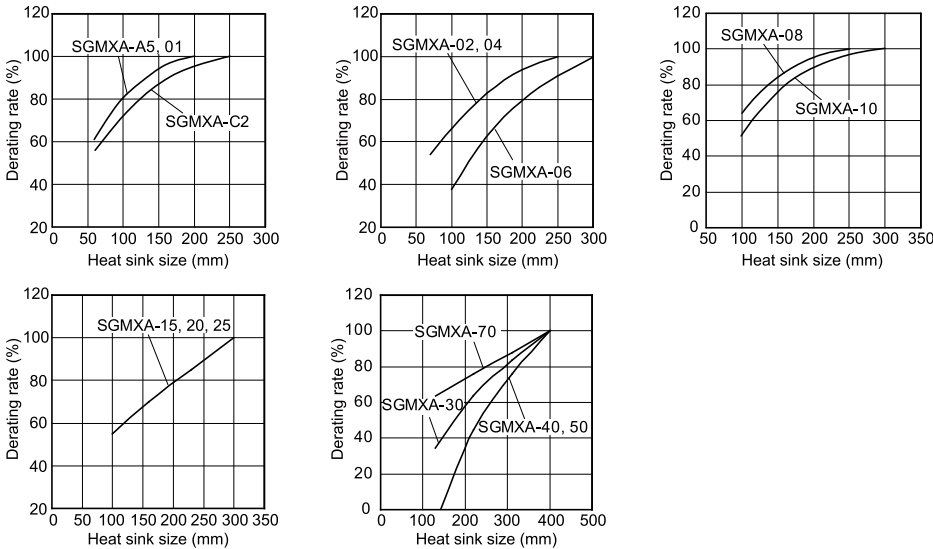 120
100
80
60
40
20
0 50 100 150 200 250 300
Derating rate (%)
Heat sink size (mm)
SGMXA-A5, 01
SGMXA-C2
120
100
80
60
40
20
0 50 100 150 200 250 300
Derating rate (%)
Heat sink size (mm)
SGMXA-02, 04
SGMXA-06
120
100
80
60
40
20
0
50 100 150 200 250 300 350
Derating rate (%)
Heat sink size (mm)
SGMXA-08
SGMXA-10
120
100
80
60
40
20
0 50 100 150 200 250 300 350
Derating rate (%)
Heat sink size (mm)
SGMXA-15, 20, 25
120
100
80
60
40
20
0
0 100 200 300 400 500
Derating rate (%)
Heat sink size (mm)
SGMXA-70
SGMXA-30
SGMXA-40, 50